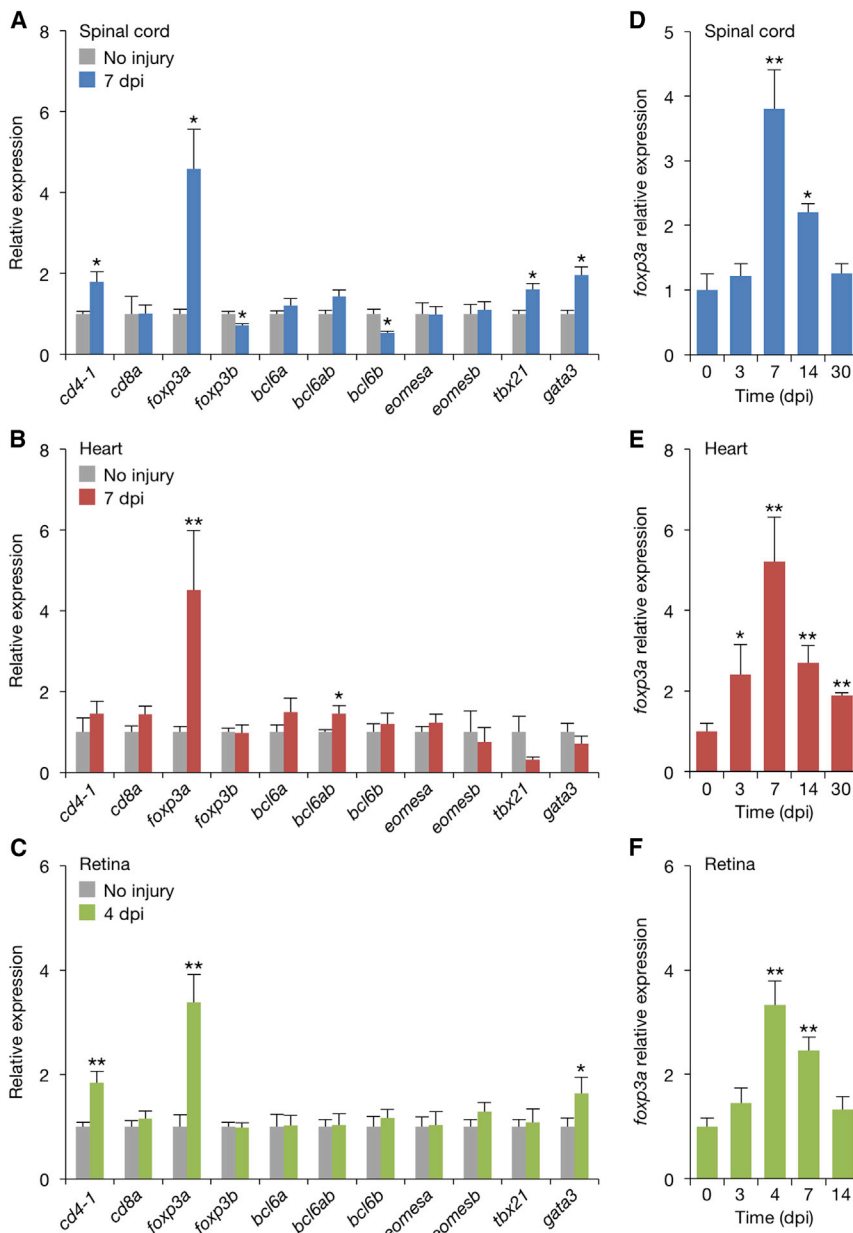 A
Spinal cord
No injury
7 dpi
Relative expression
8
6
4
2
0
*
*
*
*
*
*
cd4-1
cd8a
foxp3a
foxp3b
bcl6a
bcl6ab
bcl6b
eomesa
eomesb
tbx21
gata3
D
Spinal cord
foxp3a relative expression
5
4
3
2
1
0
**
*
0 3 7 14 30
Time (dpi)
B
Heart
No injury
7 dpi
Relative expression
8
6
4
2
0
**
*
cd4-1
cd8a
foxp3a
foxp3b
bcl6a
bcl6ab
bcl6b
eomesa
eomesb
tbx21
gata3
E
Heart
foxp3a relative expression
8
6
4
2
0
*
**
**
**
0 3 7 14 30
Time (dpi)
C
Retina
No injury
4 dpi
Relative expression
6
4
2
0
**
**
*
cd4-1
cd8a
foxp3a
foxp3b
bcl6a
bcl6ab
bcl6b
eomesa
eomesb
tbx21
gata3
F
Retina
foxp3a relative expression
6
4
2
0
**
**
0 3 4 7 14
Time (dpi)